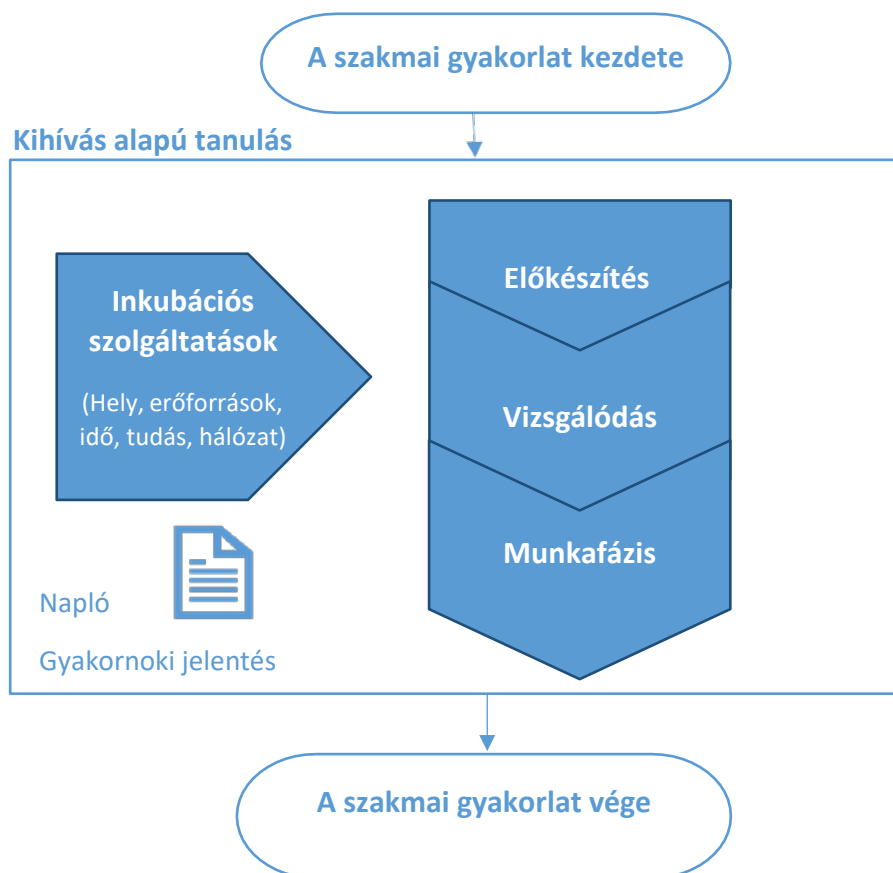 A szakmai gyakorlat kezdete
Kihívás alapú tanulás
Inkubációs
szolgáltatások
(Hely, erőforrások,
idő, tudás, hálózat)
Előkészítés
Vizsgálódás
Munkafázis
Napló
Gyakornoki jelentés
A szakmai gyakorlat vége